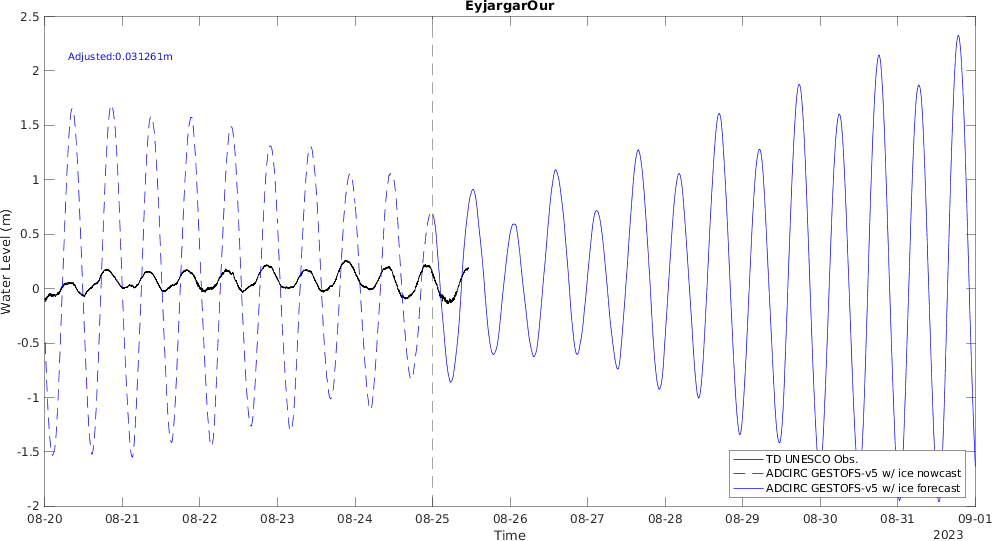 EyjargarOur
Adjusted:0.031261m
Water Level (m)
2.5
2
1.5
1
0.5
0
-0.5
-1
-1.5
-2
TD UNESCO Obs.
ADCIRC GESTOFS-v5 w/ ice nowcast
ADCIRC GESTOFS-v5 w/ ice forecast
08-20 08-21 08-22 08-23 08-24 08-25 08-26 08-27 08-28 08-29 08-30 08-31 09-01
Time
2023